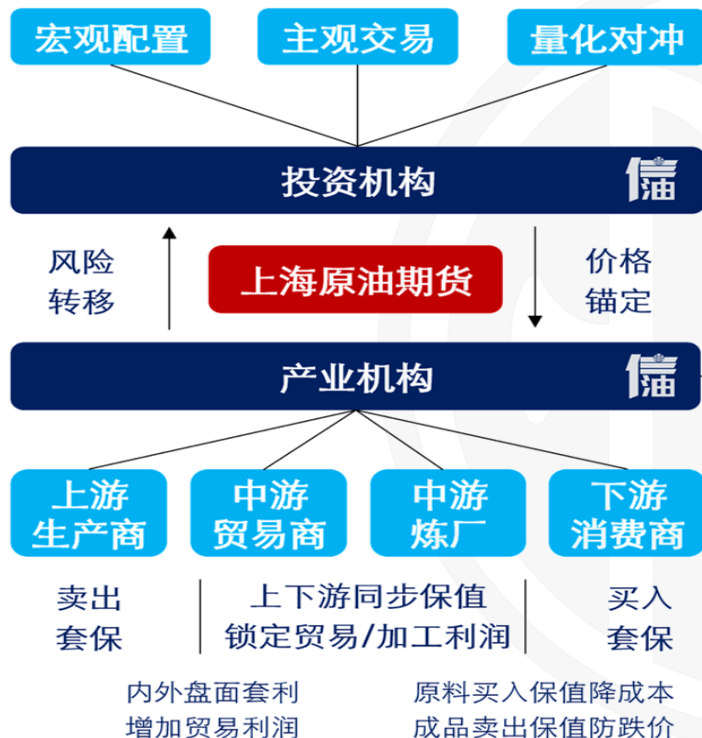 宏观配置 主观交易 量化对冲
投资机构 信油
风险 价格
转移 上海原油期货 锚定
产业机构 信油
上游 中游 中游 下游
生产商 贸易商 炼厂 消费商
卖出 上下游同步保值 买入
套保 锁定贸易/加工利润 套保
内外盘面套利 原料买入保值降成本
增加贸易利润 成品卖出保值防跌价